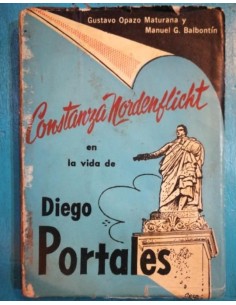 Gustavo Opazo Maturana y
Manuel G. Balbontín
Constanza Nordenflicht
en
la vida de
Diego
Portales